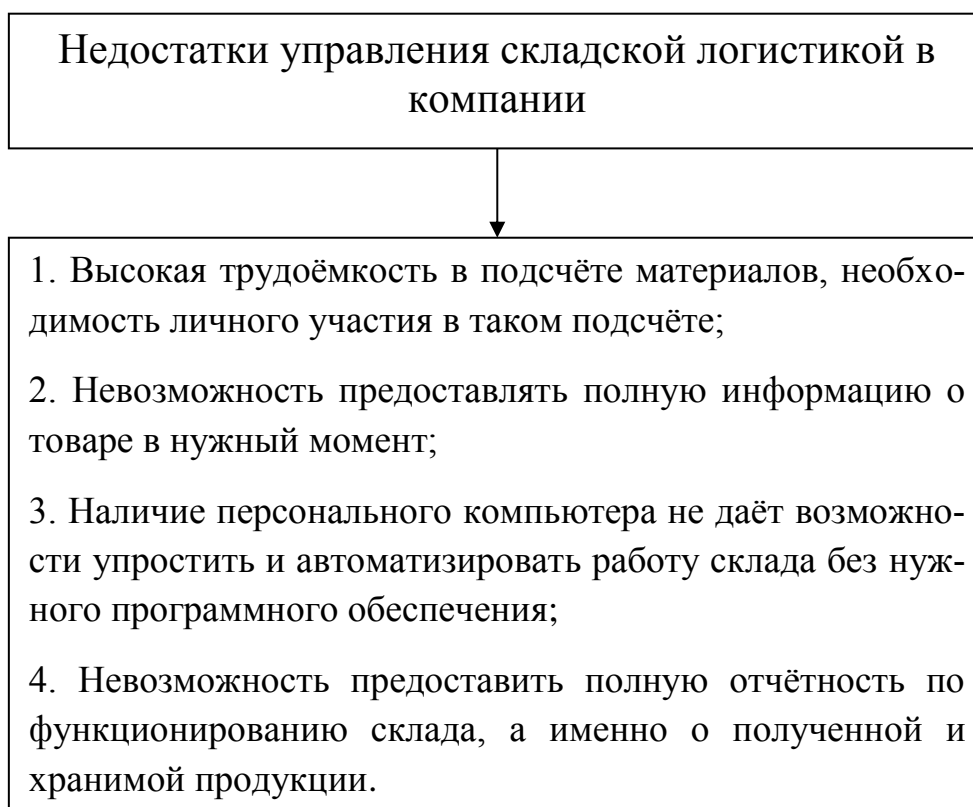 Недостатки управления складской логистикой в
компании
1. Высокая трудоёмкость в подсчёте материалов, необхо-
димость личного участия в таком подсчёте;
2. Невозможность предоставлять полную информацию о
товаре в нужный момент;
3. Наличие персонального компьютера не даёт возможно-
сти упростить и автоматизировать работу склада без нуж-
ного программного обеспечения;
4. Невозможность предоставить полную отчётность по
функционированию склада, а именно о полученной и
хранимой продукции.